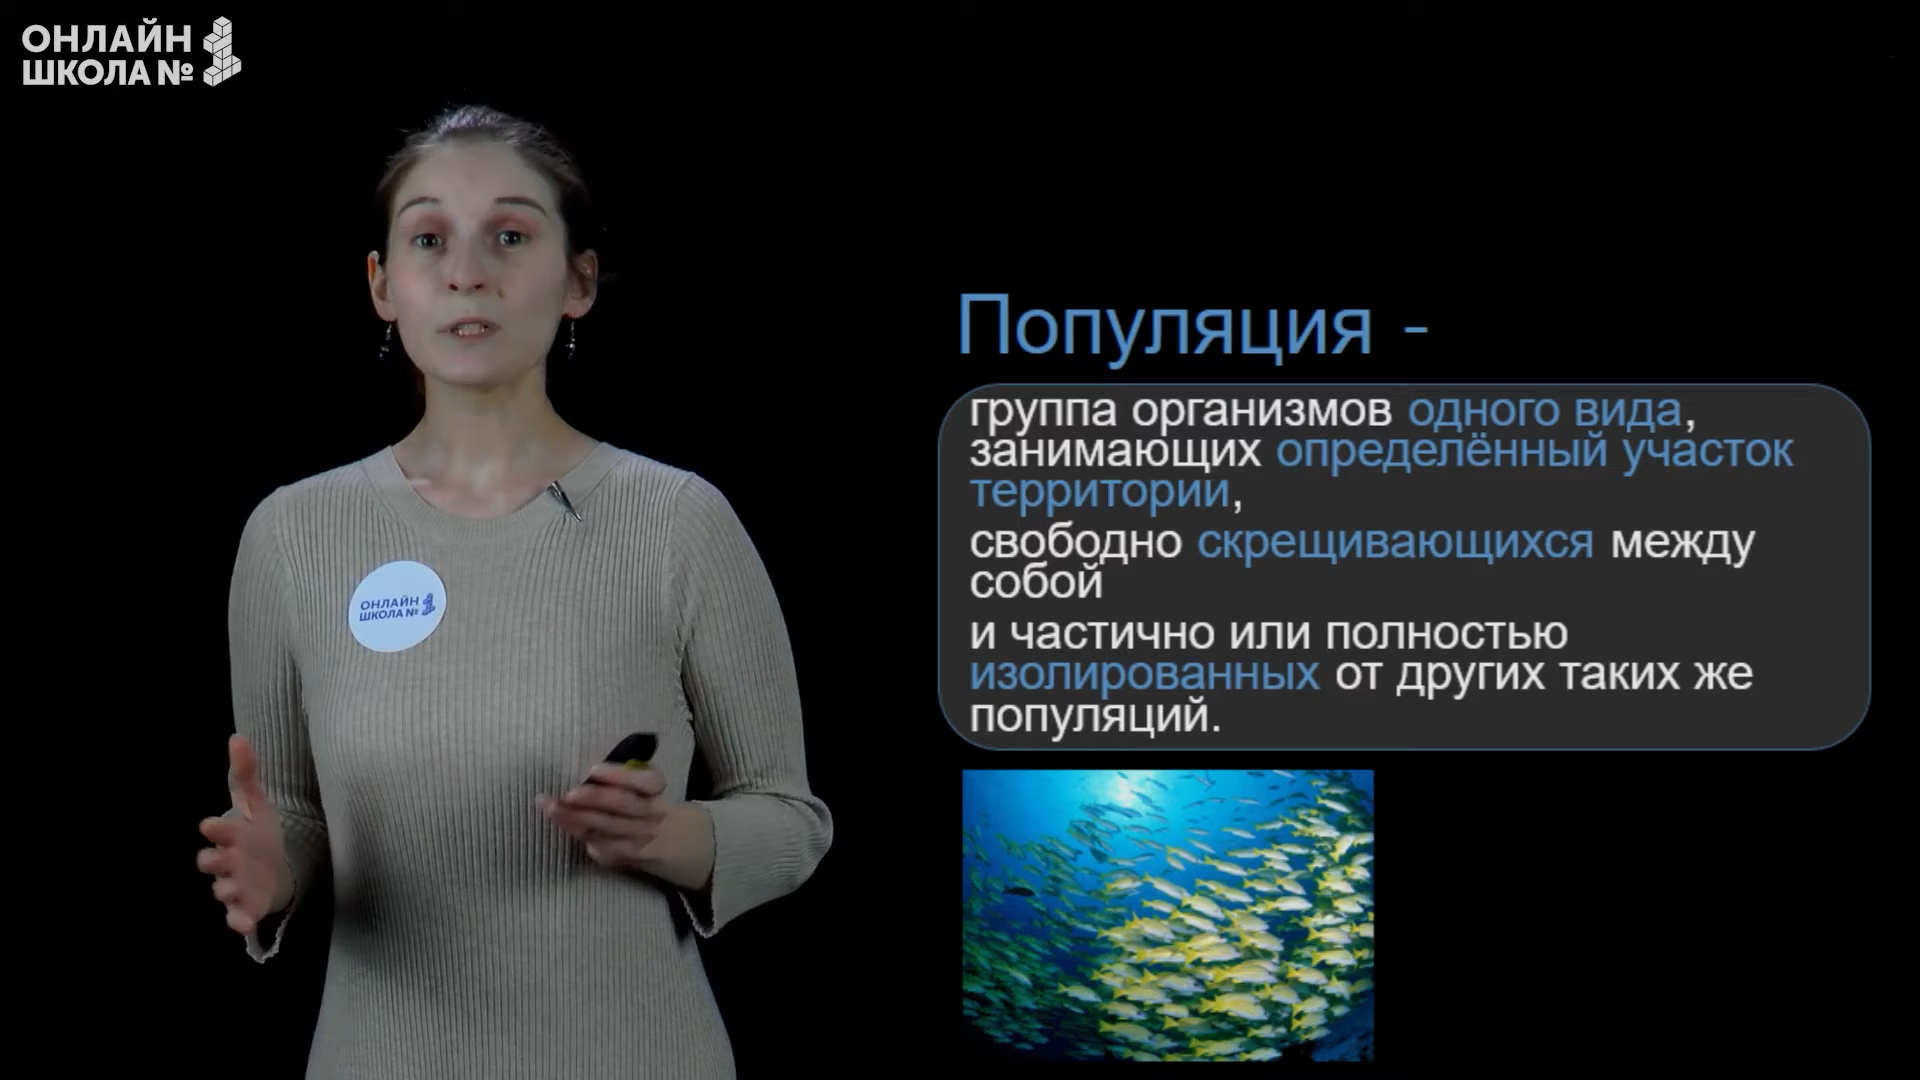 ОНЛАЙН
ШКОЛА №
Популяция -
группа организмов одного вида,
занимающих определённый участок
территории,
свободно скрещивающихся между
собой
и частично или полностью
изолированных от других таких же
популяций.
ОНЛАЙН
ШКОЛА №